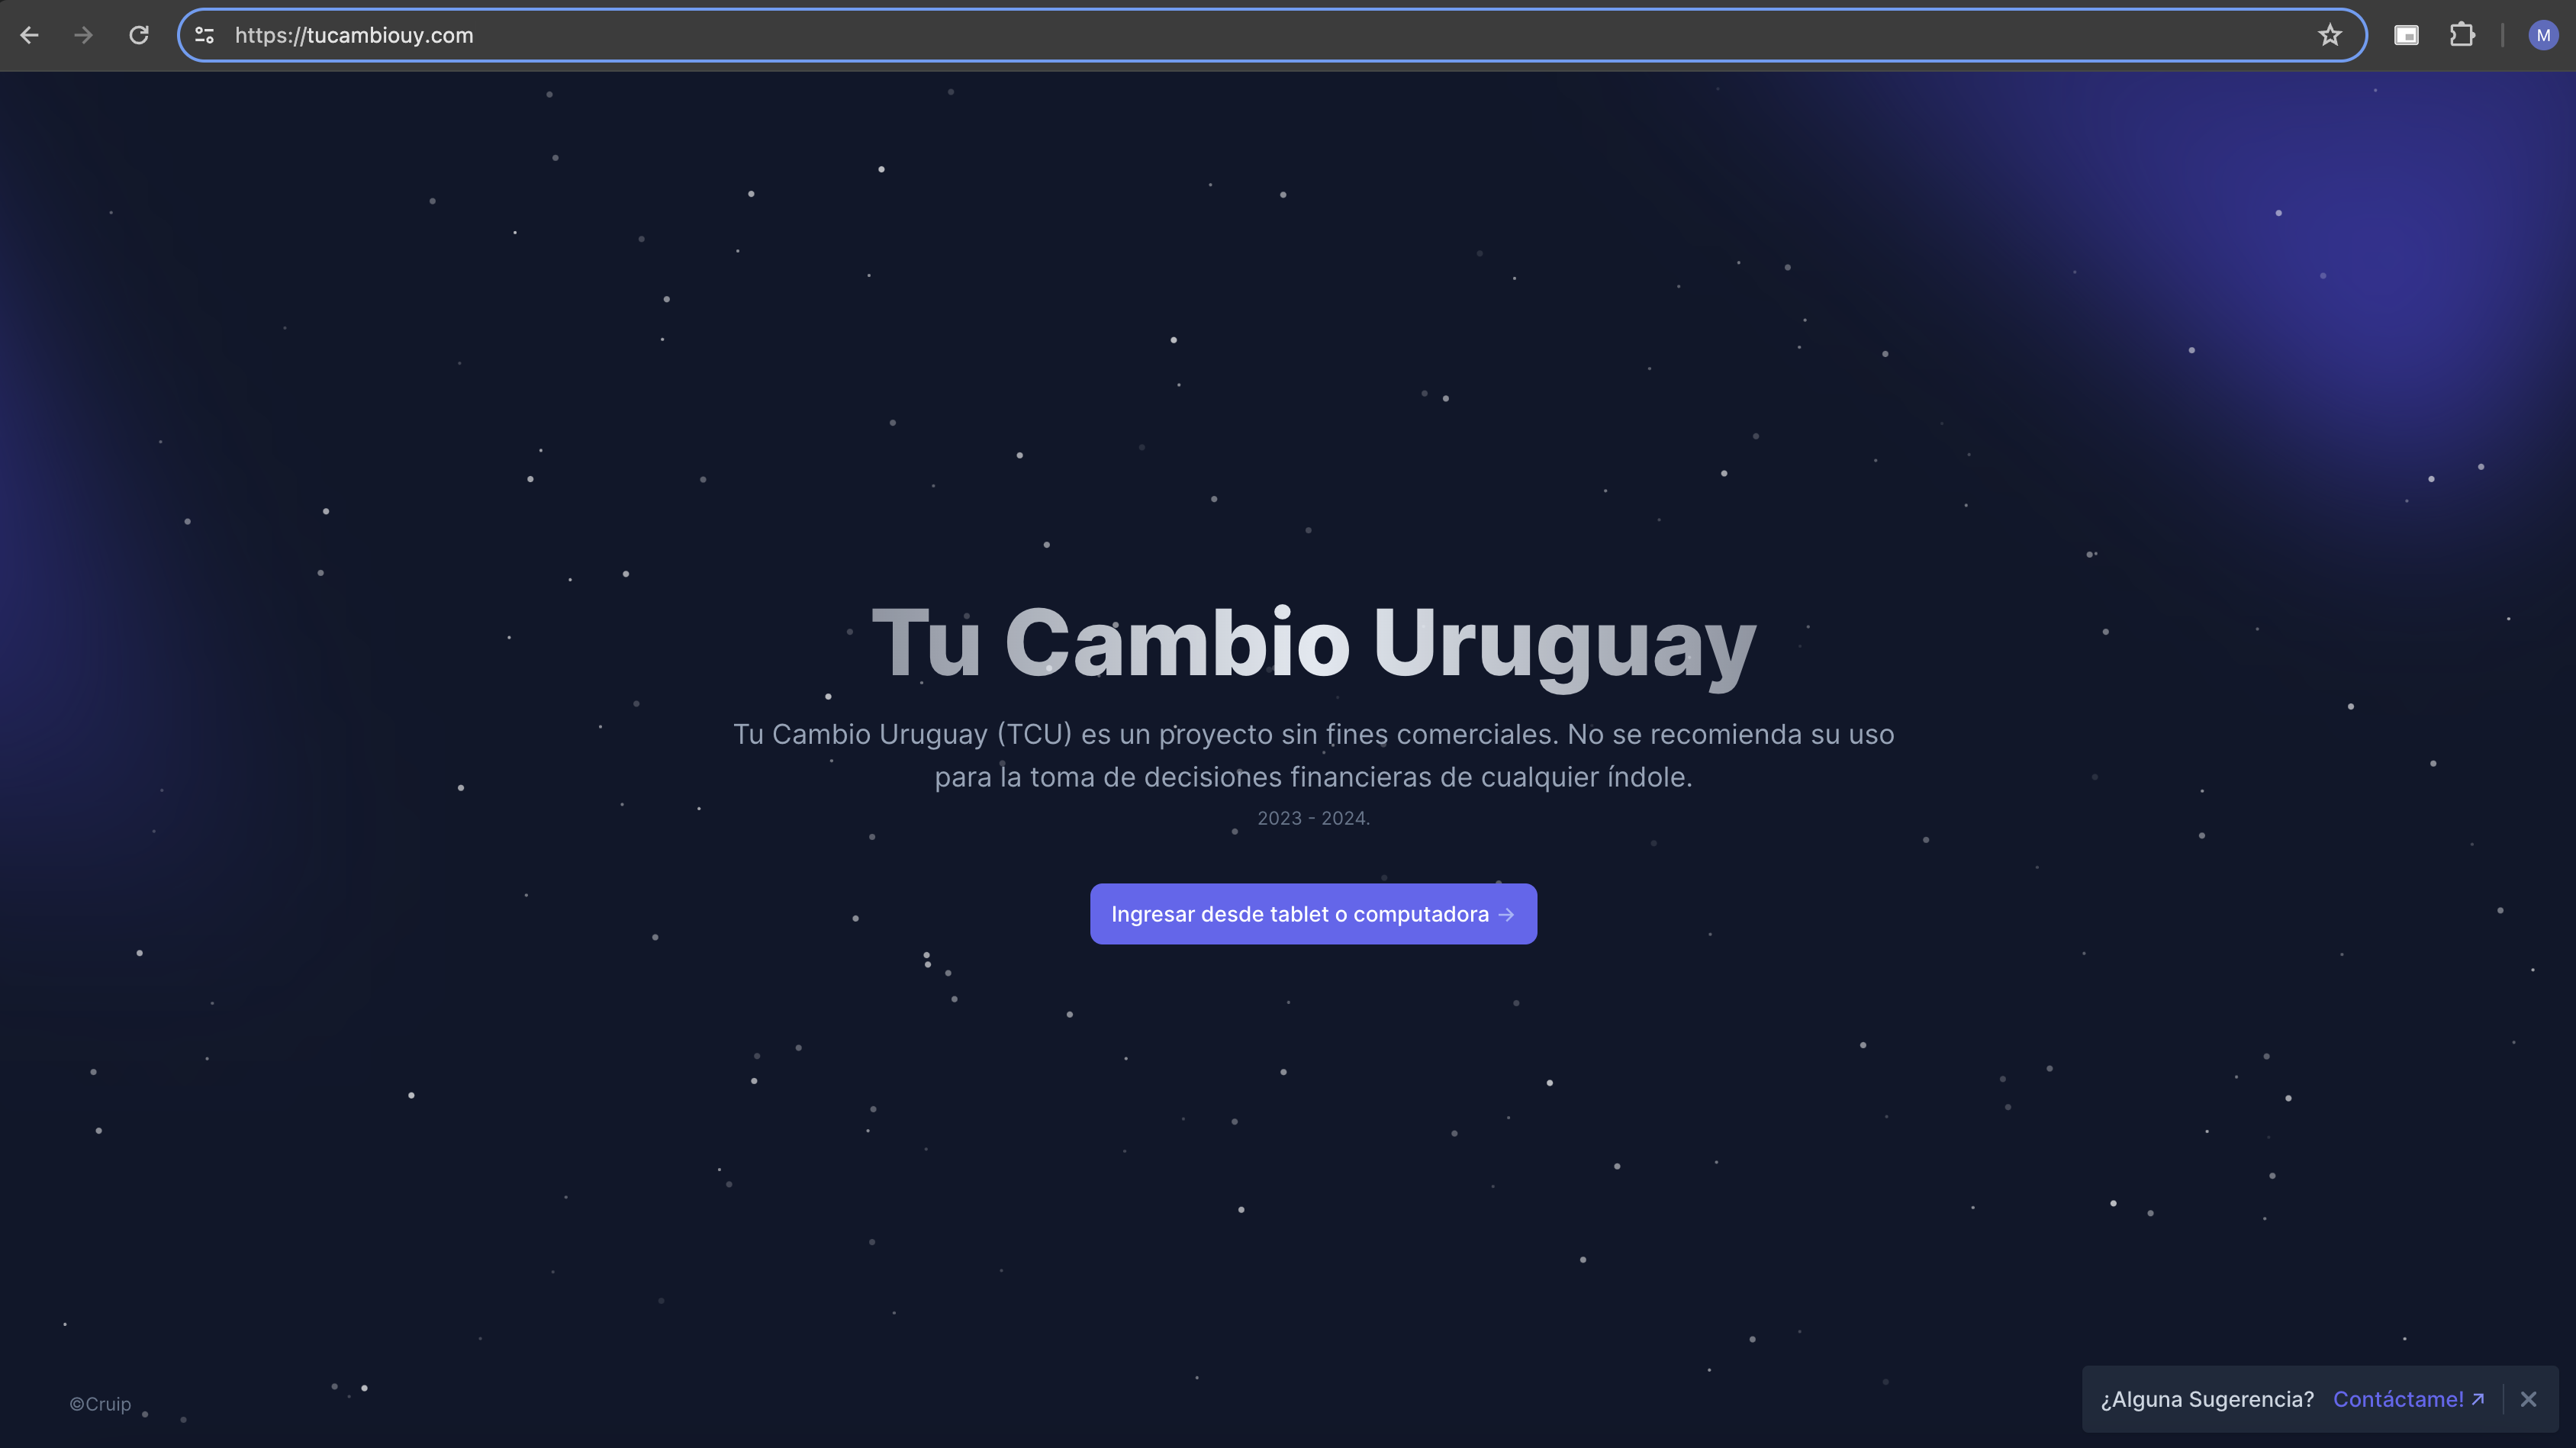 https://tucambiouy.com
M
Tu Cambio Uruguay
Tu Cambio Uruguay (TCU) es un proyecto sin fines comerciales. No se recomienda su uso
para la toma de decisiones financieras de cualquier índole.
2023 - 2024.
Ingresar desde tablet o computadora →
©Cruip
¿Alguna Sugerencia? Contáctame!